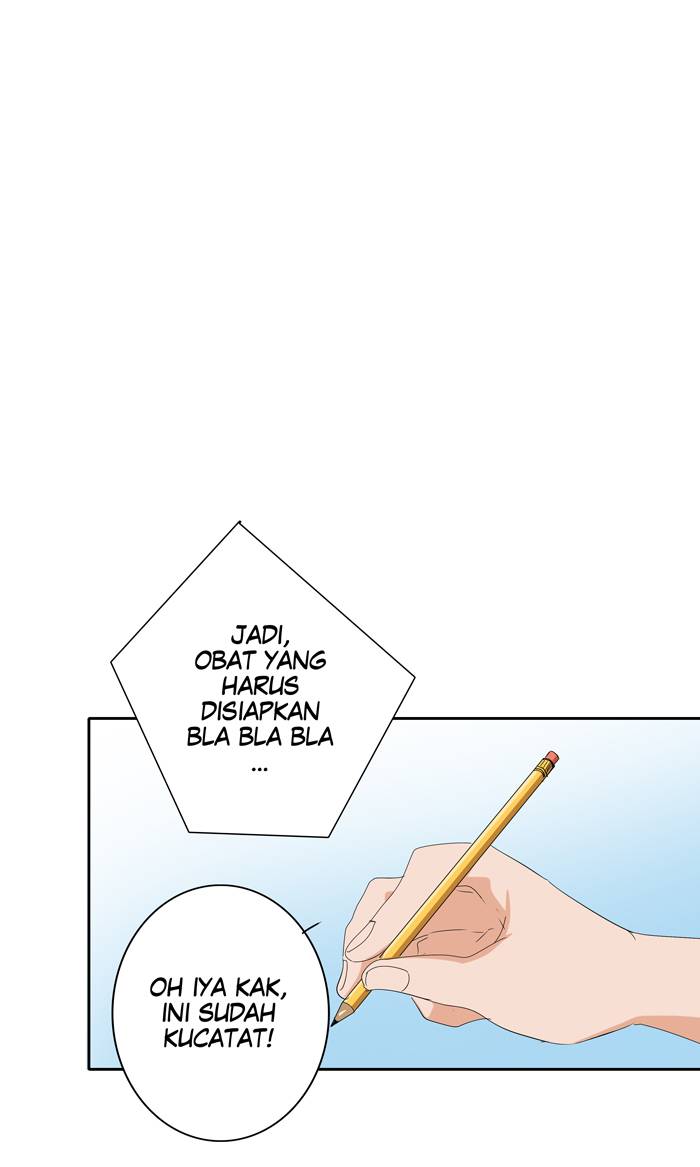 JADI,
OBAT YANG
HARUS
DISIAPKAN
BLA BLA BLA
...
OH IYA KAK,
INI SUDAH
KUCATAT!